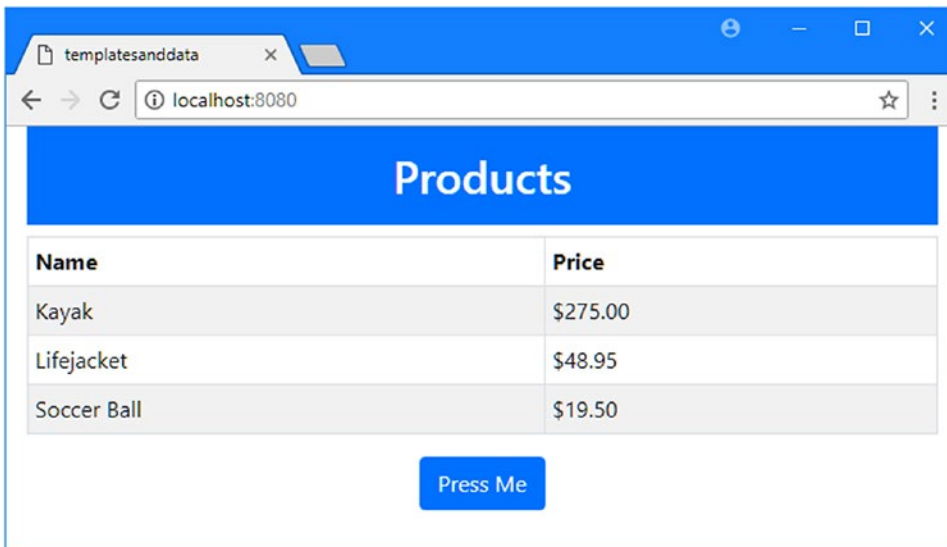 templatesanddata
localhost:8080
Products
Name Price
Kayak $275.00
Lifejacket $48.95
Soccer Ball $19.50
Press Me